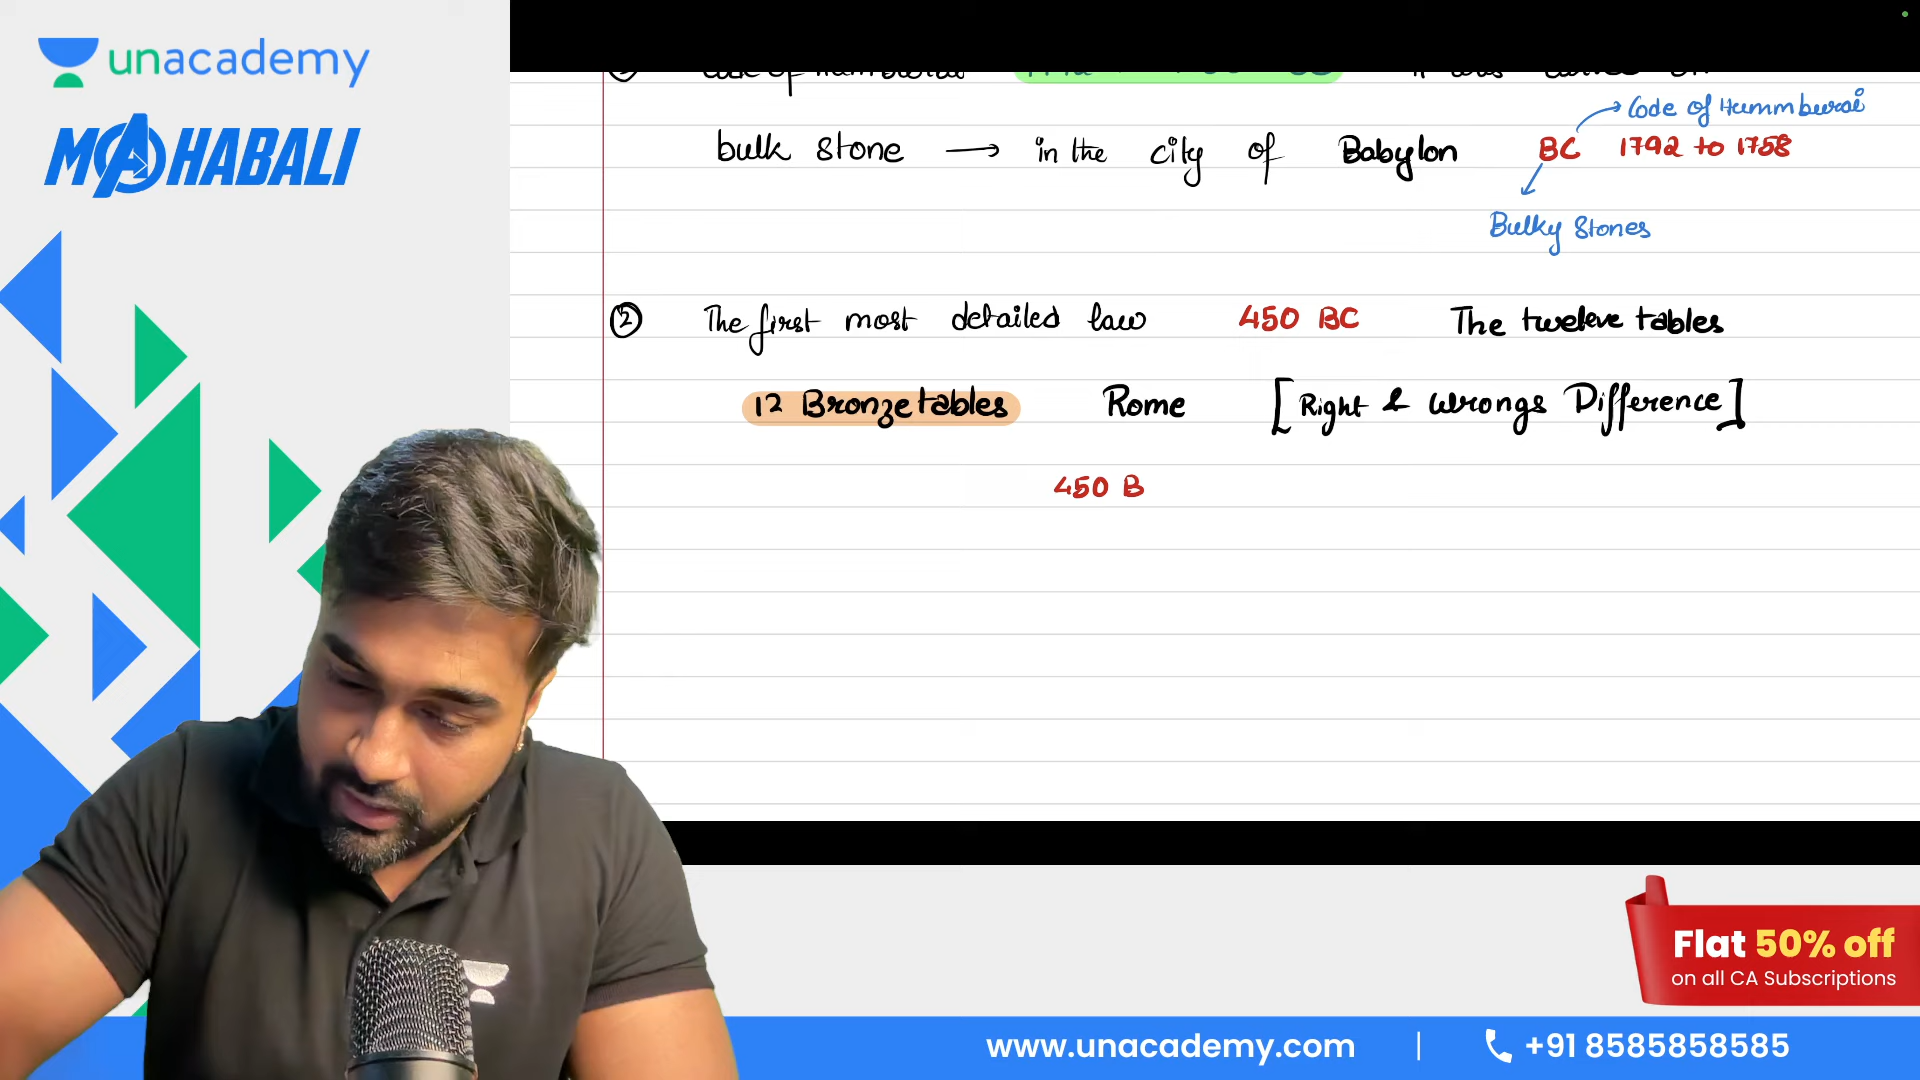 unacademy
MAHABALI
Code of Hummburai
bulk Stone → in the city of Babylon BC 1792 to 1758
Bulky Stones
② The first most detailed law 450 BC The tweleve tables
12 Bronze tables Rome [Right & wrongs Difference]
450 B
Flat 50% off
on all CA Subscriptions
www.unacademy.com | +91 8585858585